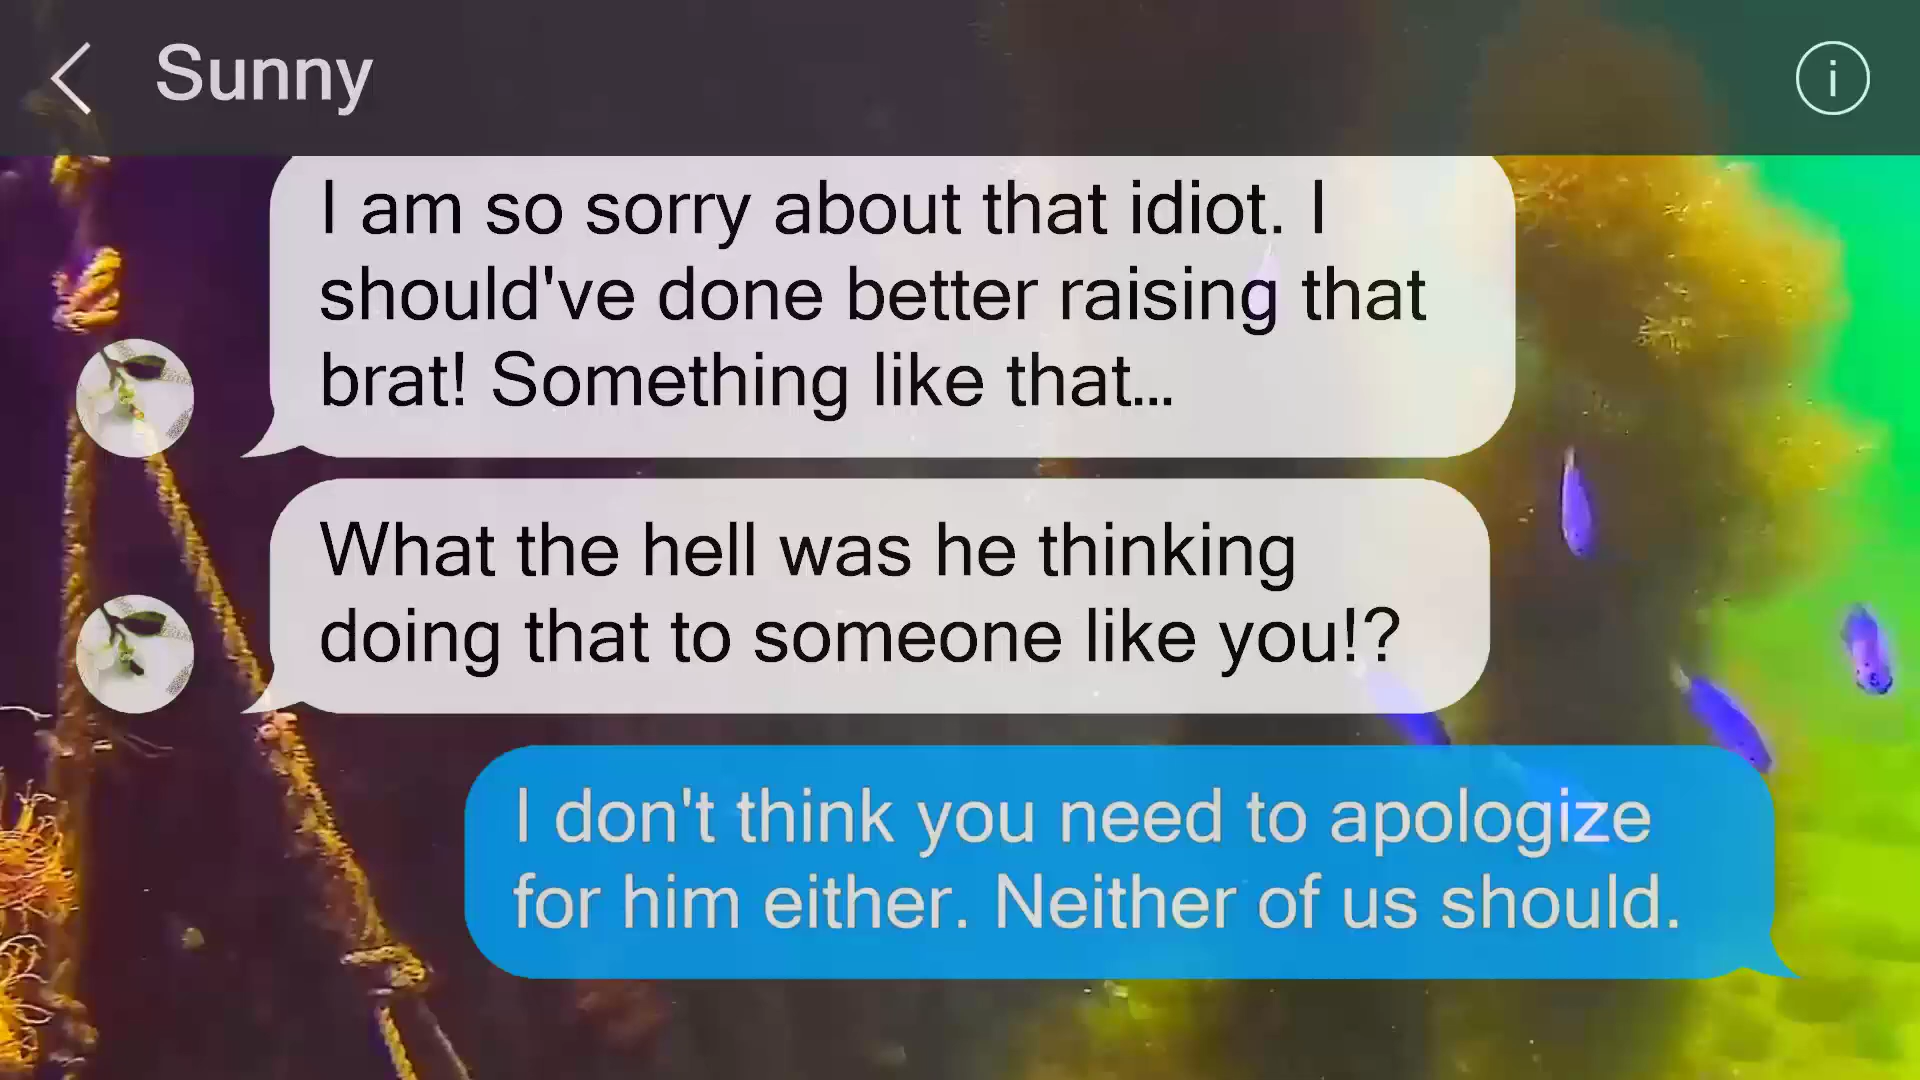 Sunny
I am so sorry about that idiot. I
should've done better raising that
brat! Something like that...
What the hell was he thinking
doing that to someone like you!?
I don't think you need to apologize
for him either. Neither of us should.